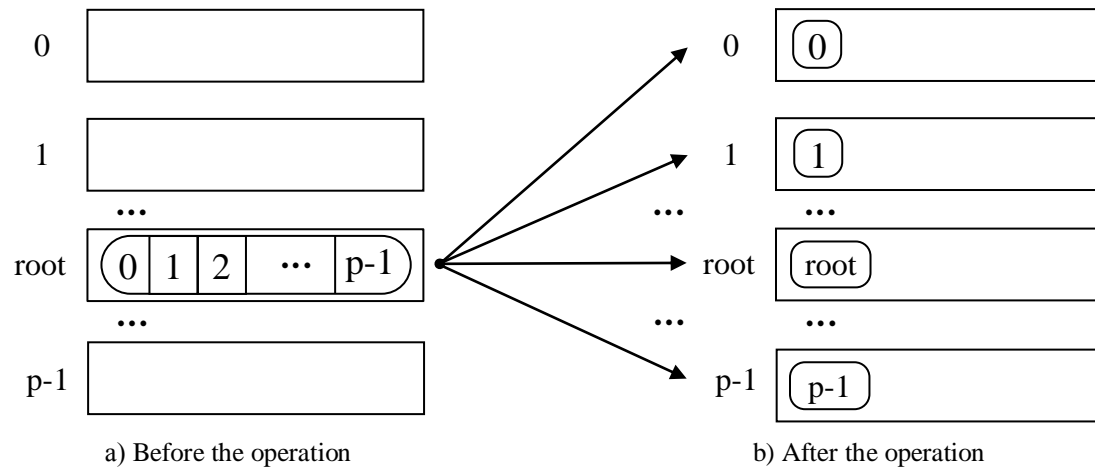 0 0 0
1 1 1
... ... ...
root 0 1 2 ... p-1 root root
... ... ...
p-1 p-1 p-1
a) Before the operation b) After the operation